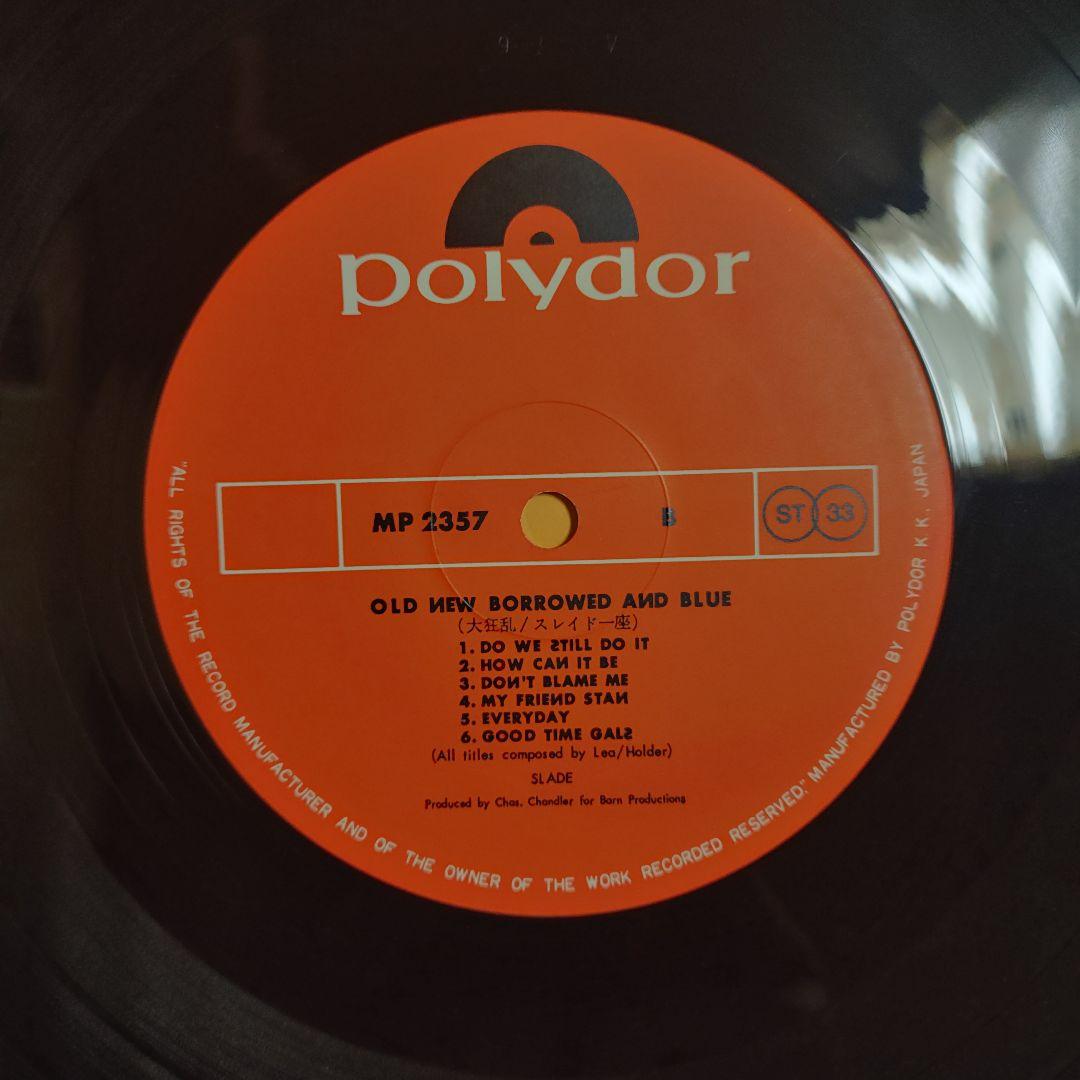 polydor
MP 2357 B ST 33
OLD NEW BORROWED AND BLUE
(大狂乱/スレイド一座)
1. DO WE STILL DO IT
2. HOW CAN IT BE
3. DON'T BLAME ME
4. MY FRIEND STAN
5. EVERYDAY
6. GOOD TIME GALS
(All titles composed by Lea/Holder)
SLADE
Produced by Chas. Chandler for Barn Productions
"ALL RIGHTS OF THE RECORD MANUFACTURER AND OF THE OWNER OF THE WORK RECORDED RESERVED." MANUFACTURED BY POLYDOR K. K. JAPAN